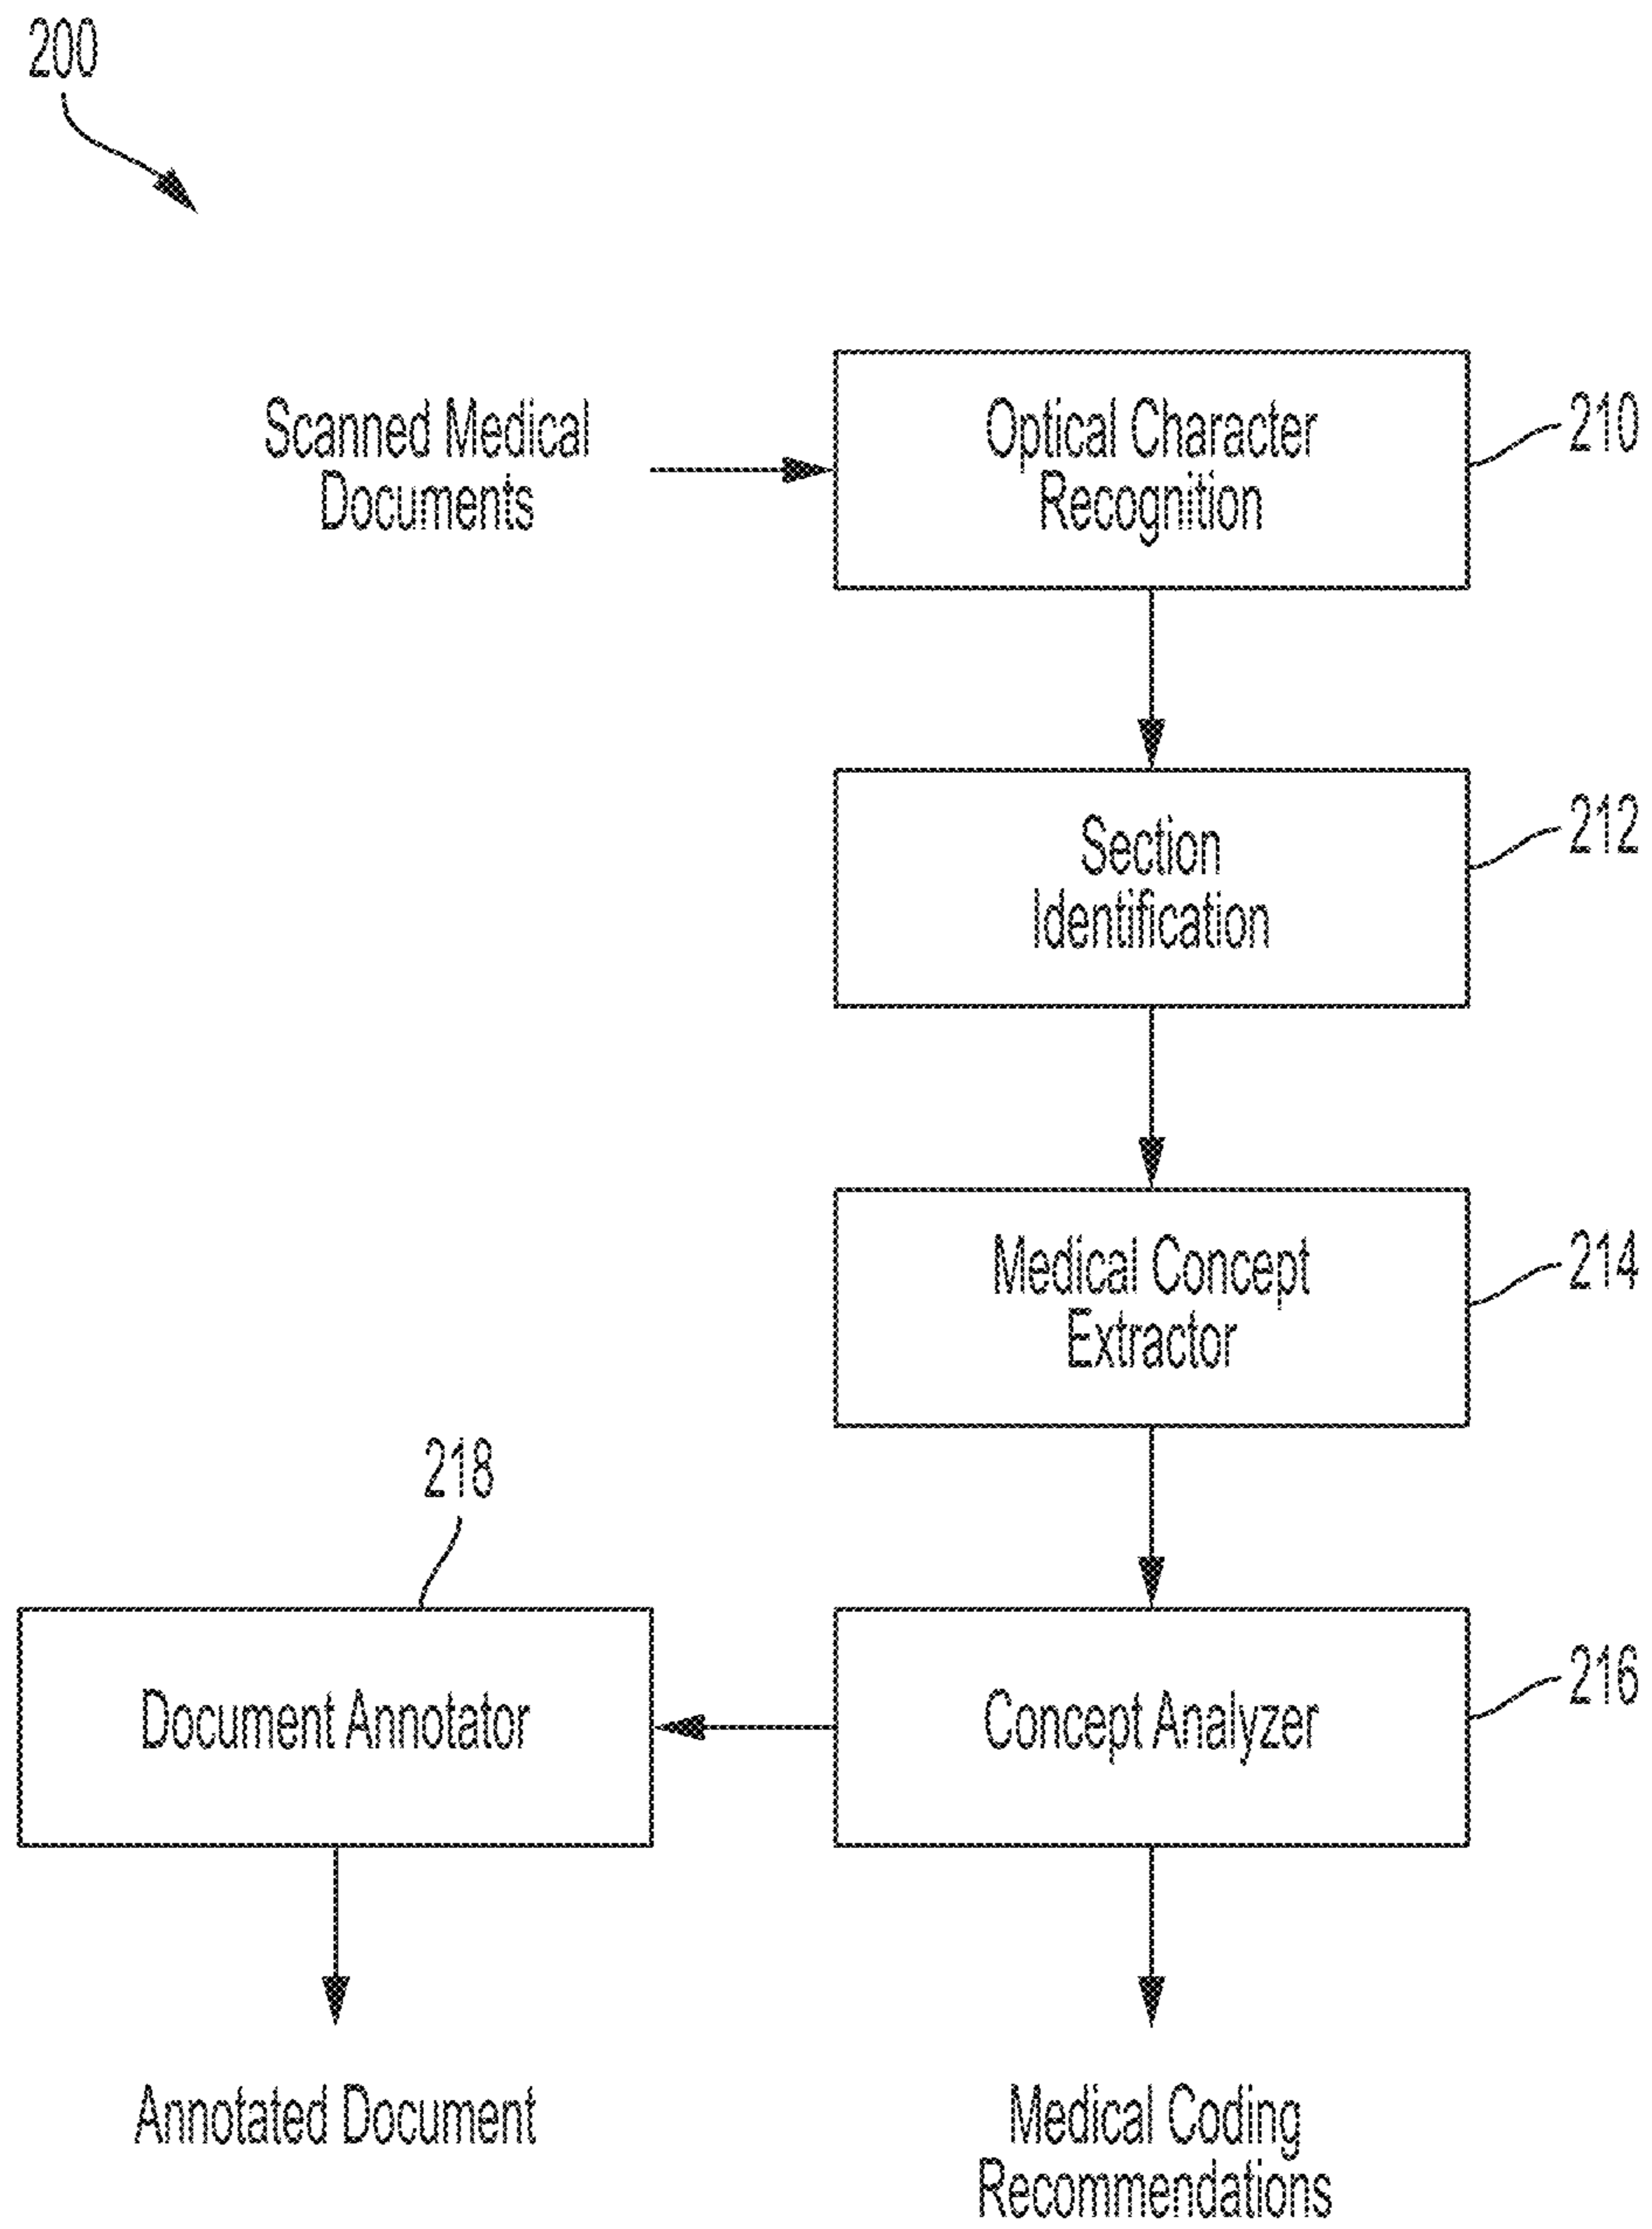 200
Scanned Medical
Documents
Optical Character
Recognition
210
Section
Identification
212
Medical Concept
Extractor
214
218
Document Annotator
Concept Analyzer
216
Annotated Document
Medical Coding
Recommendations